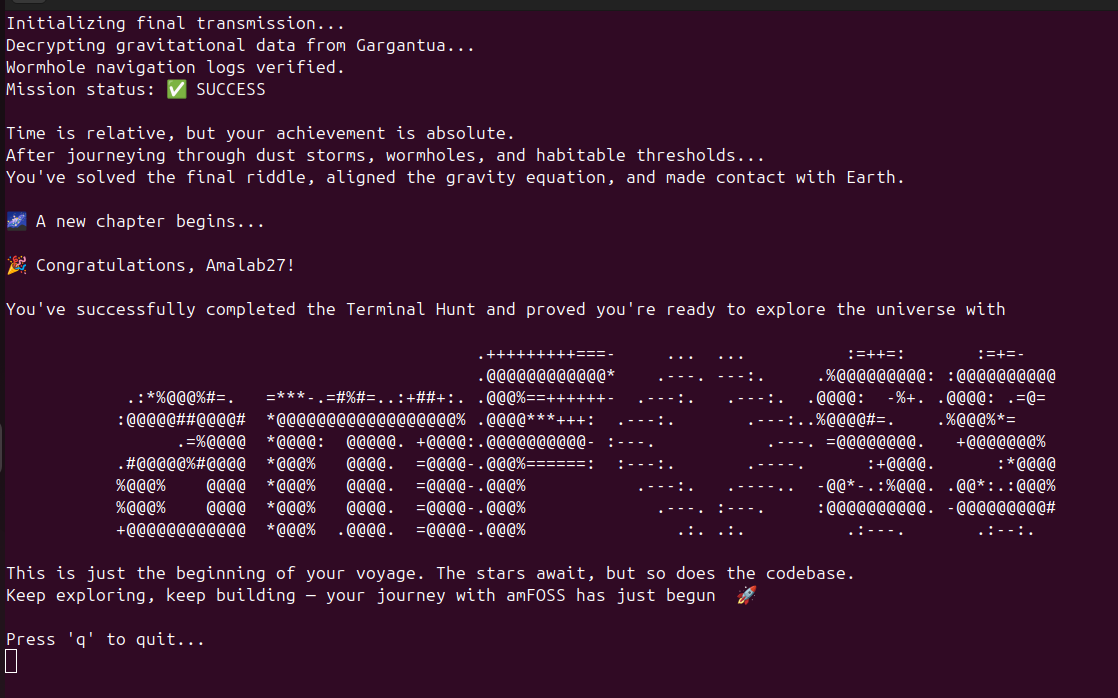 Initializing final transmission...
Decrypting gravitational data from Gargantua...
Wormhole navigation logs verified.
Mission status: ✅ SUCCESS
Time is relative, but your achievement is absolute.
After journeying through dust storms, wormholes, and habitable thresholds...
You've solved the final riddle, aligned the gravity equation, and made contact with Earth.
🌌 A new chapter begins...
🎉 Congratulations, Amalab27!
You've successfully completed the Terminal Hunt and proved you're ready to explore the universe with
amFOSS
This is just the beginning of your voyage. The stars await, but so does the codebase.
Keep exploring, keep building — your journey with amFOSS has just begun 🚀
Press 'q' to quit...